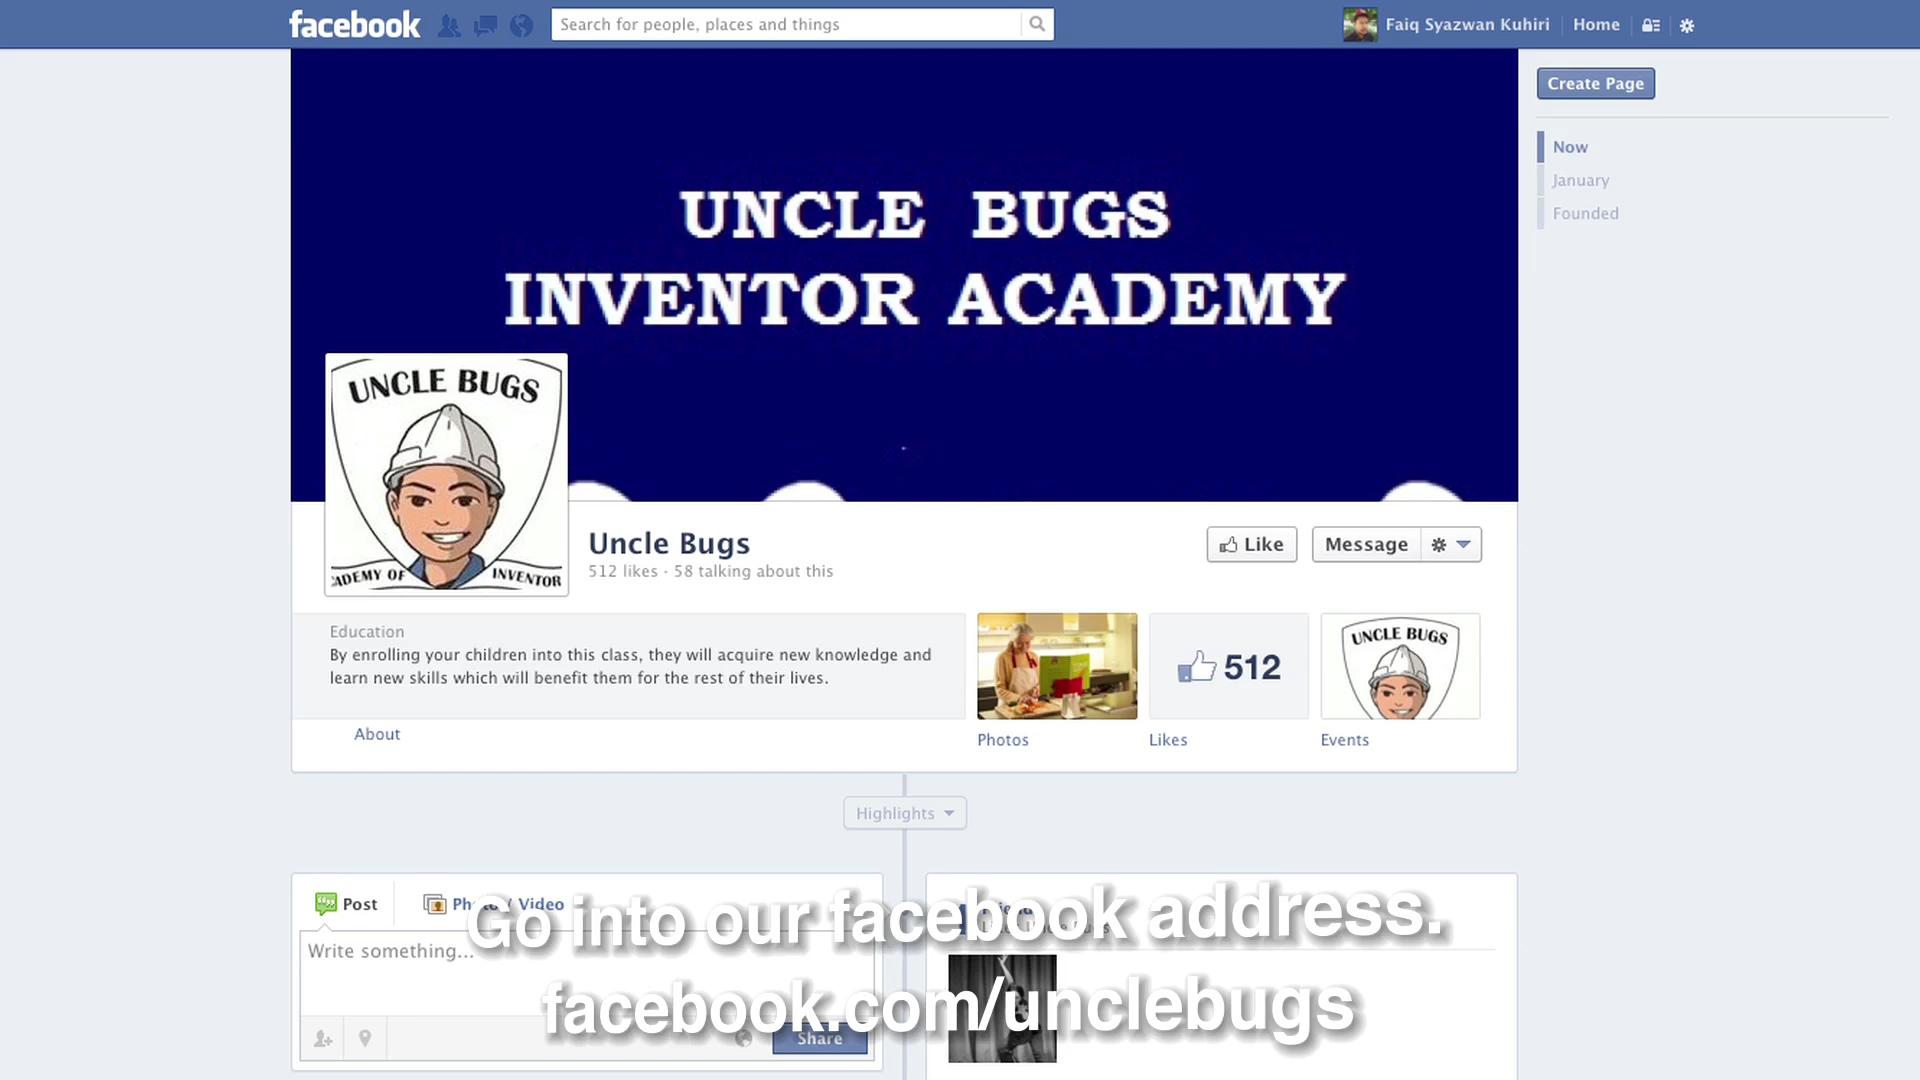 facebook
Search for people, places and things
Faiq Syazwan Kuhiri
Home
Create Page
Now
January
Founded
UNCLE BUGS
INVENTOR ACADEMY
UNCLE BUGS
ADEMY OF INVENTOR
Uncle Bugs
512 likes · 58 talking about this
Like
Message
Education
By enrolling your children into this class, they will acquire new knowledge and
learn new skills which will benefit them for the rest of their lives.
About
Photos
512
Likes
UNCLE BUGS
Events
Highlights
Post
Photo / Video
Write something...
Share
Go into our facebook address.
facebook.com/unclebugs